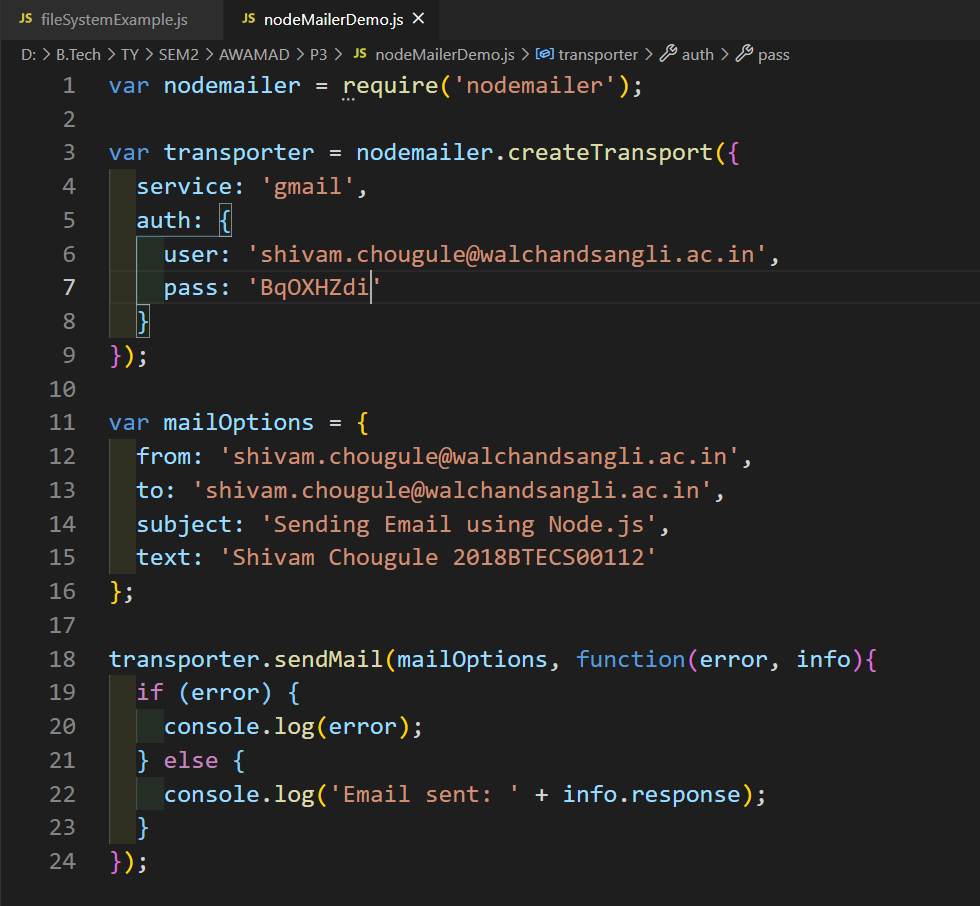 JS fileSystemExample.js JS nodeMailerDemo.js ×
D: > B.Tech > TY > SEM2 > AWAMAD > P3 > JS nodeMailerDemo.js > transporter > auth > pass
1 var nodemailer = require('nodemailer');
2
3 var transporter = nodemailer.createTransport({
4   service: 'gmail',
5   auth: {
6     user: 'shivam.chougule@walchandsangli.ac.in',
7     pass: 'BqOXHZdi'
8   }
9 });
10
11 var mailOptions = {
12   from: 'shivam.chougule@walchandsangli.ac.in',
13   to: 'shivam.chougule@walchandsangli.ac.in',
14   subject: 'Sending Email using Node.js',
15   text: 'Shivam Chougule 2018BTECS00112'
16 };
17
18 transporter.sendMail(mailOptions, function(error, info){
19   if (error) {
20     console.log(error);
21   } else {
22     console.log('Email sent: ' + info.response);
23   }
24 });